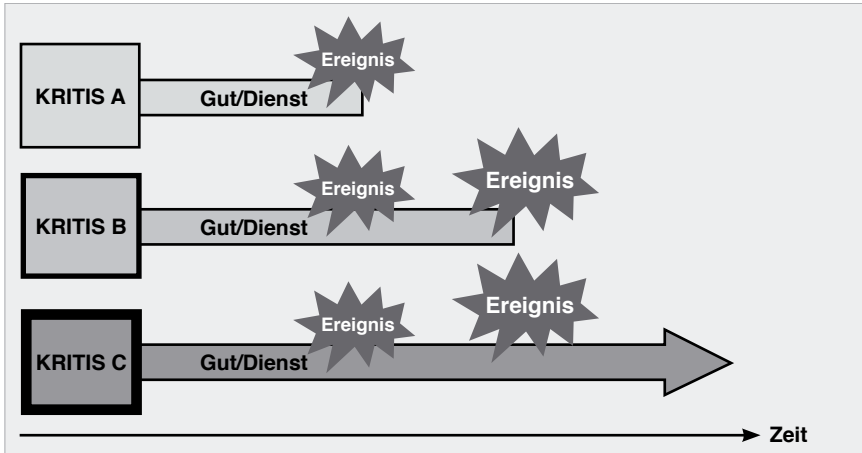 Ereignis
KRITIS A
Gut/Dienst
Ereignis
Ereignis
KRITIS B
Gut/Dienst
Ereignis
Ereignis
KRITIS C
Gut/Dienst
Zeit